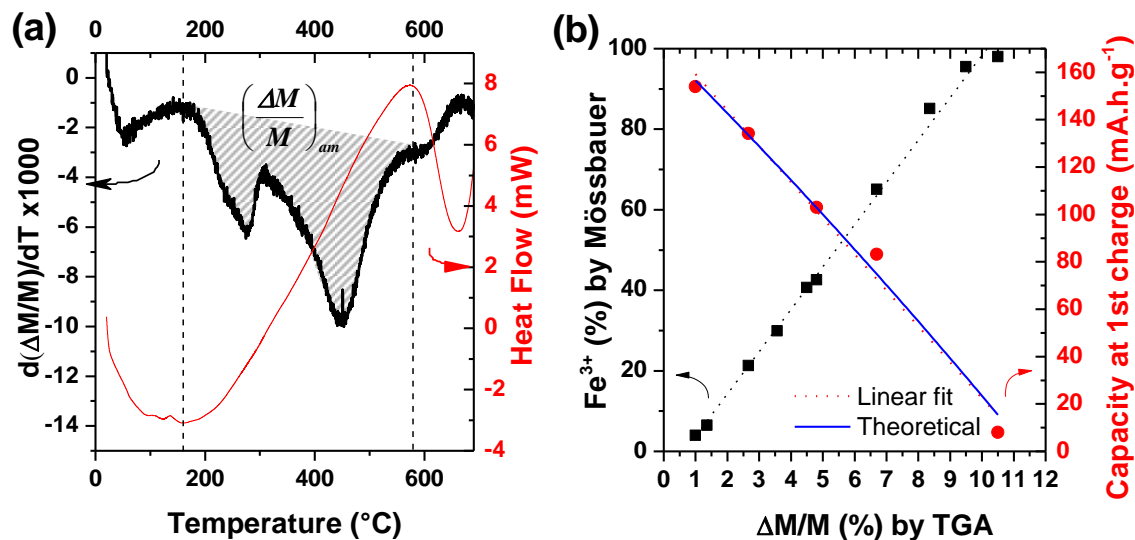 (a)
0 200 400 600
0
-2
-4
-6
-8
-10
-12
-14
d(ΔM/M)/dT x1000
(ΔM/M)am
8
6
4
2
0
-2
-4
Heat Flow (mW)
0 200 400 600
Temperature (°C)
(b)
100
80
60
40
20
0
Fe3+ (%) by Mössbauer
Linear fit
Theoretical
160
140
120
100
80
60
40
20
0
Capacity at 1st charge (mA.h.g-1)
0 1 2 3 4 5 6 7 8 9 10 11 12
ΔM/M (%) by TGA